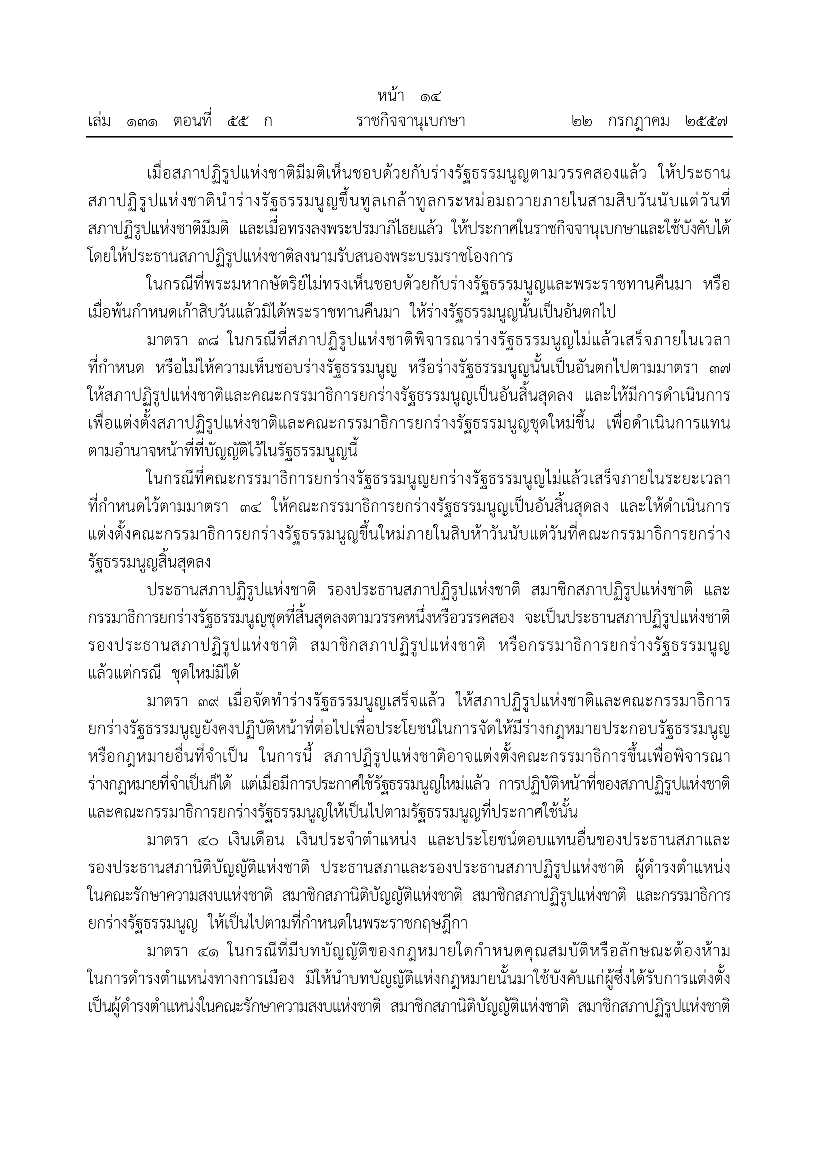 หน้า ๑๔
เล่ม ๑๓๑ ตอนที่ ๕๕ ก ราชกิจจานุเบกษา ๒๒ กรกฎาคม ๒๕๕๗
เมื่อสภาปฏิรูปแห่งชาติมีมติเห็นชอบด้วยกับร่างรัฐธรรมนูญตามวรรคสองแล้ว ให้ประธาน
สภาปฏิรูปแห่งชาตินำร่างรัฐธรรมนูญขึ้นทูลเกล้าทูลกระหม่อมถวายภายในสามสิบวันนับแต่วันที่
สภาปฏิรูปแห่งชาติมีมติ และเมื่อทรงลงพระปรมาภิไธยแล้ว ให้ประกาศในราชกิจจานุเบกษาและใช้บังคับได้
โดยให้ประธานสภาปฏิรูปแห่งชาติลงนามรับสนองพระบรมราชโองการ
ในกรณีที่พระมหากษัตริย์ไม่ทรงเห็นชอบด้วยกับร่างรัฐธรรมนูญและพระราชทานคืนมา หรือ
เมื่อพ้นกำหนดเก้าสิบวันแล้วมิได้พระราชทานคืนมา ให้ร่างรัฐธรรมนูญนั้นเป็นอันตกไป
มาตรา ๓๘ ในกรณีที่สภาปฏิรูปแห่งชาติพิจารณาร่างรัฐธรรมนูญไม่แล้วเสร็จภายในเวลา
ที่กำหนด หรือไม่ให้ความเห็นชอบร่างรัฐธรรมนูญ หรือร่างรัฐธรรมนูญนั้นเป็นอันตกไปตามมาตรา ๓๗
ให้สภาปฏิรูปแห่งชาติและคณะกรรมาธิการยกร่างรัฐธรรมนูญเป็นอันสิ้นสุดลง และให้มีการดำเนินการ
เพื่อแต่งตั้งสภาปฏิรูปแห่งชาติและคณะกรรมาธิการยกร่างรัฐธรรมนูญชุดใหม่ขึ้น เพื่อดำเนินการแทน
ตามอำนาจหน้าที่ที่บัญญัติไว้ในรัฐธรรมนูญนี้
ในกรณีที่คณะกรรมาธิการยกร่างรัฐธรรมนูญยกร่างรัฐธรรมนูญไม่แล้วเสร็จภายในระยะเวลา
ที่กำหนดไว้ตามมาตรา ๓๔ ให้คณะกรรมาธิการยกร่างรัฐธรรมนูญเป็นอันสิ้นสุดลง และให้ดำเนินการ
แต่งตั้งคณะกรรมาธิการยกร่างรัฐธรรมนูญขึ้นใหม่ภายในสิบห้าวันนับแต่วันที่คณะกรรมาธิการยกร่าง
รัฐธรรมนูญสิ้นสุดลง
ประธานสภาปฏิรูปแห่งชาติ รองประธานสภาปฏิรูปแห่งชาติ สมาชิกสภาปฏิรูปแห่งชาติ และ
กรรมาธิการยกร่างรัฐธรรมนูญชุดที่สิ้นสุดลงตามวรรคหนึ่งหรือวรรคสอง จะเป็นประธานสภาปฏิรูปแห่งชาติ
รองประธานสภาปฏิรูปแห่งชาติ สมาชิกสภาปฏิรูปแห่งชาติ หรือกรรมาธิการยกร่างรัฐธรรมนูญ
แล้วแต่กรณี ชุดใหม่มิได้
มาตรา ๓๙ เมื่อจัดทำร่างรัฐธรรมนูญเสร็จแล้ว ให้สภาปฏิรูปแห่งชาติและคณะกรรมาธิการ
ยกร่างรัฐธรรมนูญยังคงปฏิบัติหน้าที่ต่อไปเพื่อประโยชน์ในการจัดให้มีร่างกฎหมายประกอบรัฐธรรมนูญ
หรือกฎหมายอื่นที่จำเป็น ในการนี้ สภาปฏิรูปแห่งชาติอาจแต่งตั้งคณะกรรมาธิการขึ้นเพื่อพิจารณา
ร่างกฎหมายที่จำเป็นก็ได้ แต่เมื่อมีการประกาศใช้รัฐธรรมนูญใหม่แล้ว การปฏิบัติหน้าที่ของสภาปฏิรูปแห่งชาติ
และคณะกรรมาธิการยกร่างรัฐธรรมนูญให้เป็นไปตามรัฐธรรมนูญที่ประกาศใช้นั้น
มาตรา ๔๐ เงินเดือน เงินประจำตำแหน่ง และประโยชน์ตอบแทนอื่นของประธานสภาและ
รองประธานสภานิติบัญญัติแห่งชาติ ประธานสภาและรองประธานสภาปฏิรูปแห่งชาติ ผู้ดำรงตำแหน่ง
ในคณะรักษาความสงบแห่งชาติ สมาชิกสภานิติบัญญัติแห่งชาติ สมาชิกสภาปฏิรูปแห่งชาติ และกรรมาธิการ
ยกร่างรัฐธรรมนูญ ให้เป็นไปตามที่กำหนดในพระราชกฤษฎีกา
มาตรา ๔๑ ในกรณีที่มีบทบัญญัติของกฎหมายใดกำหนดคุณสมบัติหรือลักษณะต้องห้าม
ในการดำรงตำแหน่งทางการเมือง มิให้นำบทบัญญัติแห่งกฎหมายนั้นมาใช้บังคับแก่ผู้ซึ่งได้รับการแต่งตั้ง
เป็นผู้ดำรงตำแหน่งในคณะรักษาความสงบแห่งชาติ สมาชิกสภานิติบัญญัติแห่งชาติ สมาชิกสภาปฏิรูปแห่งชาติ